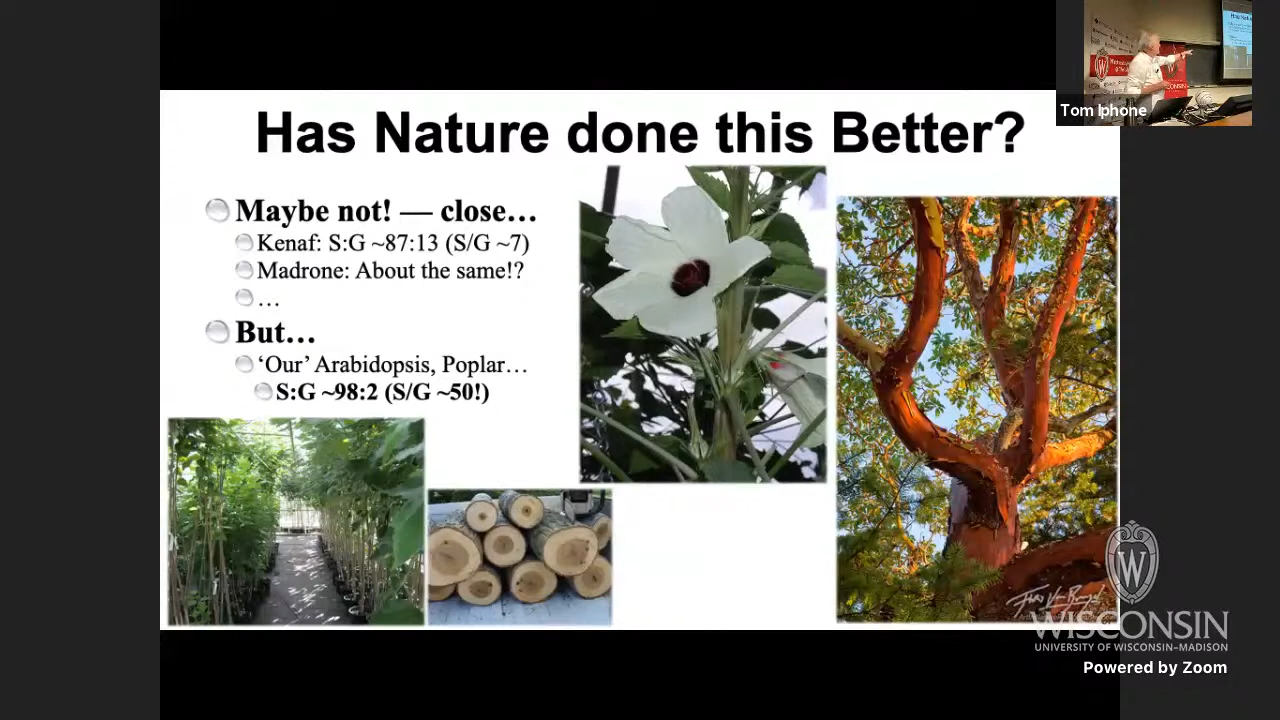 Has Nature done this Better?
Maybe not! — close…
Kenaf: S:G ~87:13 (S/G ~7)
Madrone: About the same!?
…
But…
‘Our’ Arabidopsis, Poplar…
S:G ~98:2 (S/G ~50!)
Tom Iphone
W
WISCONSIN
UNIVERSITY OF WISCONSIN–MADISON
Powered by Zoom